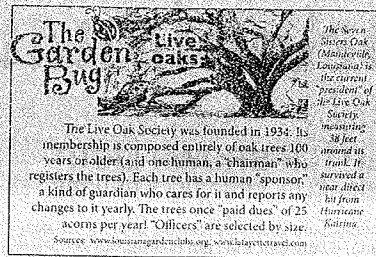 The
Garden
Bug
Live
oaks:
The Live Oak Society was founded in 1934. Its
membership is composed entirely of oak trees 100
years or older (and one human, a "chairman" who
registers the trees). Each tree has a human "sponsor,"
a kind of guardian who cares for it and reports any
changes to it yearly. The trees once "paid dues" of 25
acorns per year! "Officers" are selected by size.
Sources: www.louisianagardenclubs.org, www.lafayettetravel.com
The Seven
Sisters Oak
(Mandeville,
Louisiana) is
the current
"president" of
the Live Oak
Society,
measuring
38 feet
around its
trunk. It
survived a
near direct
hit from
Hurricane
Katrina.